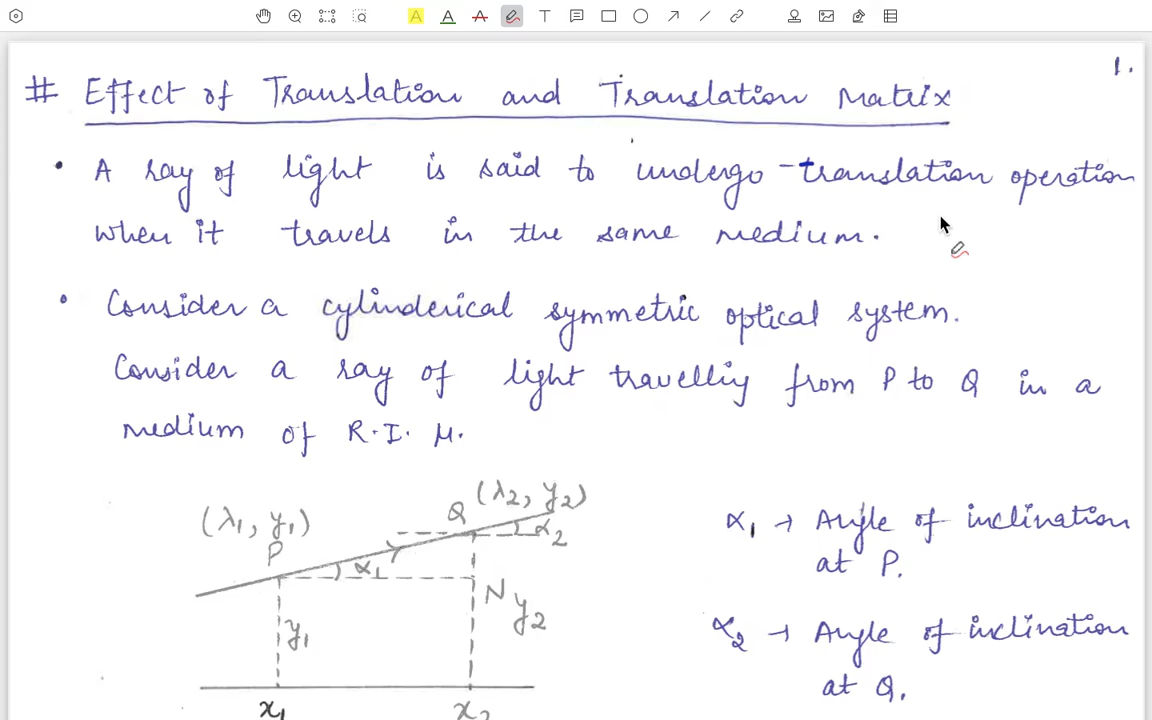 1.
# Effect of Translation and Translation Matrix
• A ray of light is said to undergo translation operation
when it travels in the same medium.
• Consider a cylinderical symmetric optical system.
Consider a ray of light travelliy from P to Q in a
medium of R.I. μ.
(λ1, y1)
P
Q (λ2, y2)
α1
α2
N
y1
y2
x1
x2
α1 → Angle of inclination
at P.
α2 → Angle of inclination
at Q.